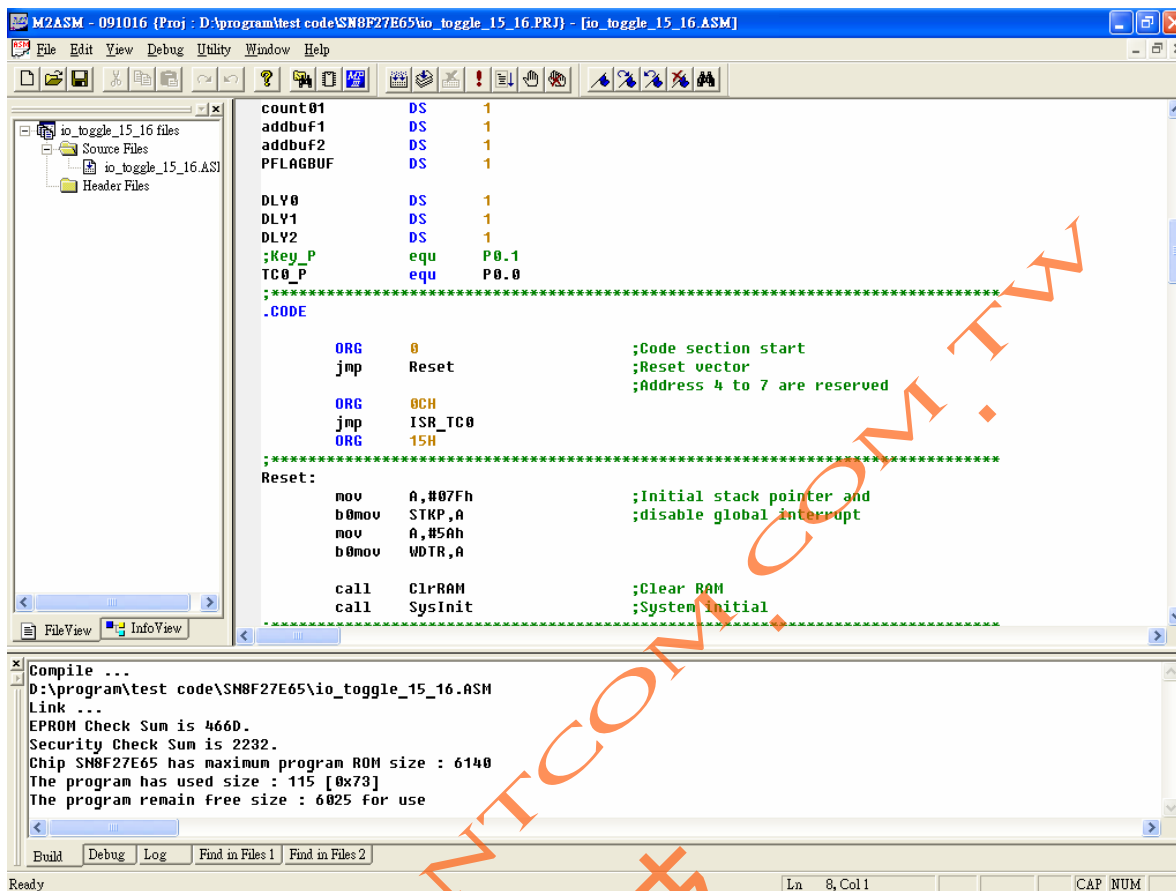 M2ASM - 091016 {Proj : D:\program\test code\SN8F27E65\io_toggle_15_16.PRJ} - [io_toggle_15_16.ASM]
File Edit View Debug Utility Window Help
io_toggle_15_16 files
Source Files
io_toggle_15_16.ASI
Header Files
FileView InfoView
count01 DS 1
addbuf1 DS 1
addbuf2 DS 1
PFLAGBUF DS 1
DLY0 DS 1
DLY1 DS 1
DLY2 DS 1
;Key_P equ P0.1
TC0_P equ P0.0
;*******************************************************************************
.CODE
ORG 0 ;Code section start
jmp Reset ;Reset vector
;Address 4 to 7 are reserved
ORG 0CH
jmp ISR_TC0
ORG 15H
;*******************************************************************************
Reset:
mov A,#07Fh ;Initial stack pointer and
b0mov STKP,A ;disable global interrupt
mov A,#5Ah
b0mov WDTR,A
call ClrRAM ;Clear RAM
call SysInit ;System initial
;*******************************************************************************
Compile ...
D:\program\test code\SN8F27E65\io_toggle_15_16.ASM
Link ...
EPROM Check Sum is 466D.
Security Check Sum is 2232.
Chip SN8F27E65 has maximum program ROM size : 6140
The program has used size : 115 [0x73]
The program remain free size : 6025 for use
Build Debug Log Find in Files 1 Find in Files 2
Ready Ln 8, Col 1 CAP NUM
NTCOM.COM.TW